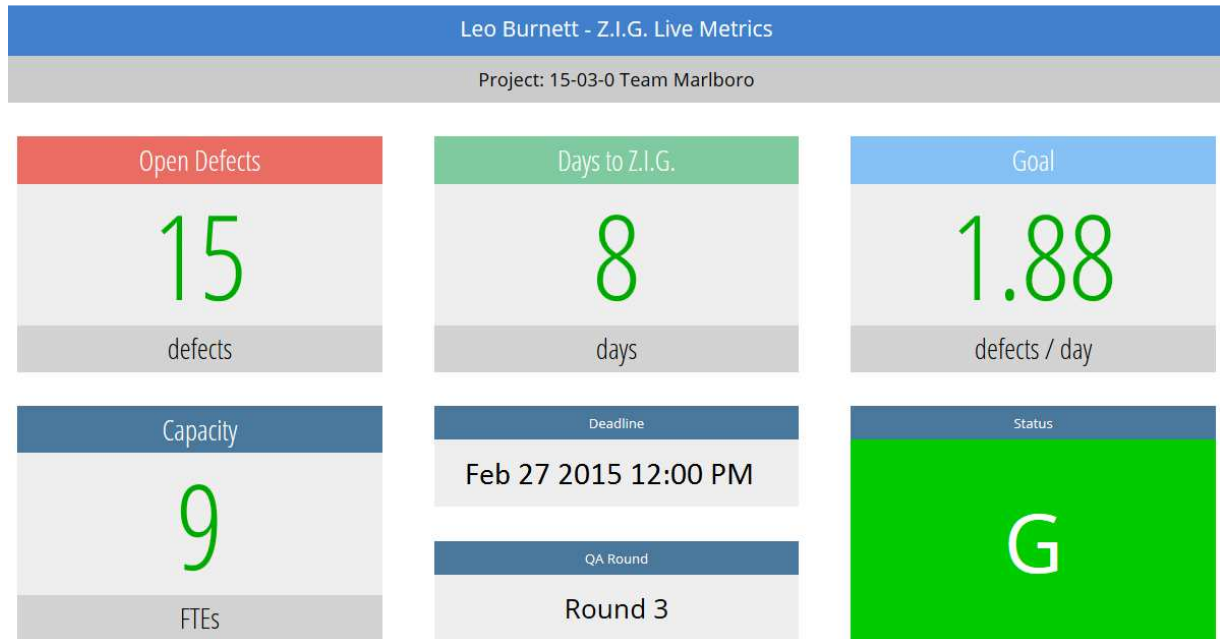 Leo Burnett - Z.I.G. Live Metrics
Project: 15-03-0 Team Marlboro
Open Defects
15
defects
Days to Z.I.G.
8
days
Goal
1.88
defects / day
Capacity
9
FTEs
Deadline
Feb 27 2015 12:00 PM
QA Round
Round 3
Status
G